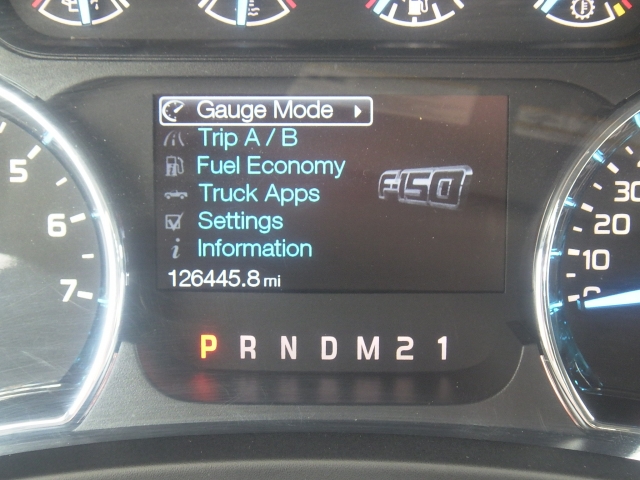 Gauge Mode
Trip A / B
Fuel Economy
Truck Apps
Settings
Information
F-150
126445.8 mi
P R N D M 2 1
5
6
7
30
20
10
0